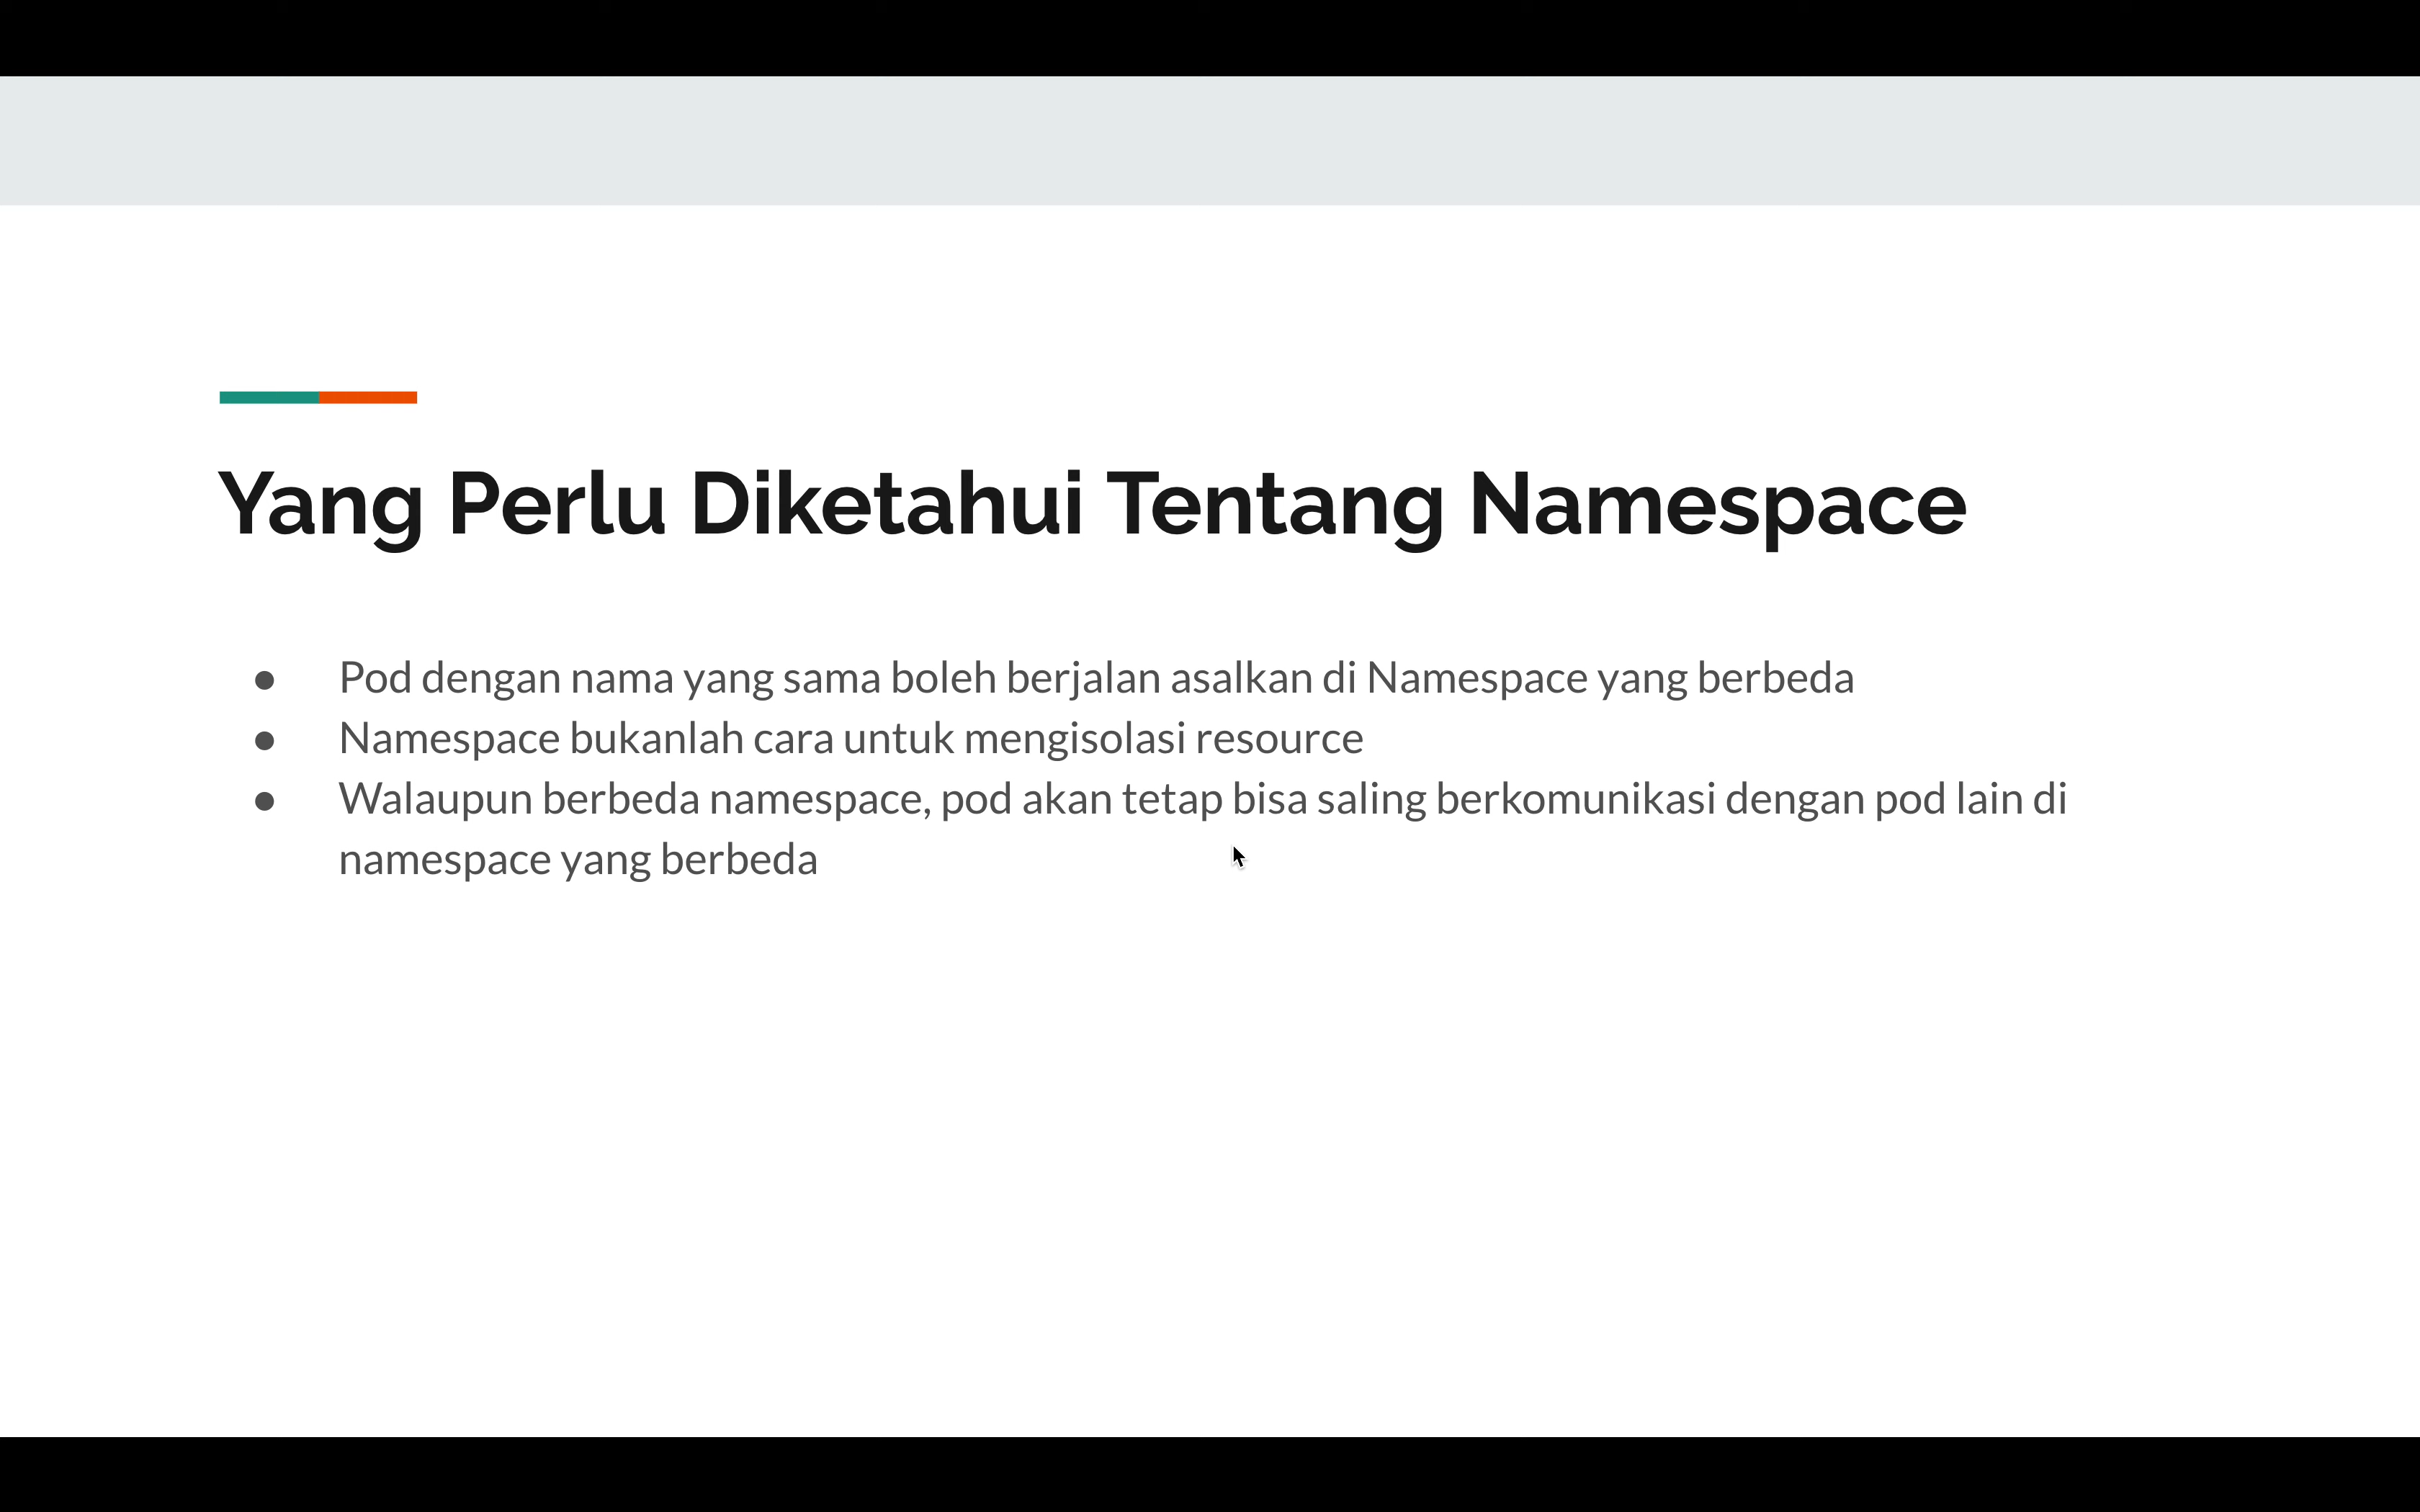 Yang Perlu Diketahui Tentang Namespace
● Pod dengan nama yang sama boleh berjalan asalkan di Namespace yang berbeda
● Namespace bukanlah cara untuk mengisolasi resource
● Walaupun berbeda namespace, pod akan tetap bisa saling berkomunikasi dengan pod lain di
namespace yang berbeda